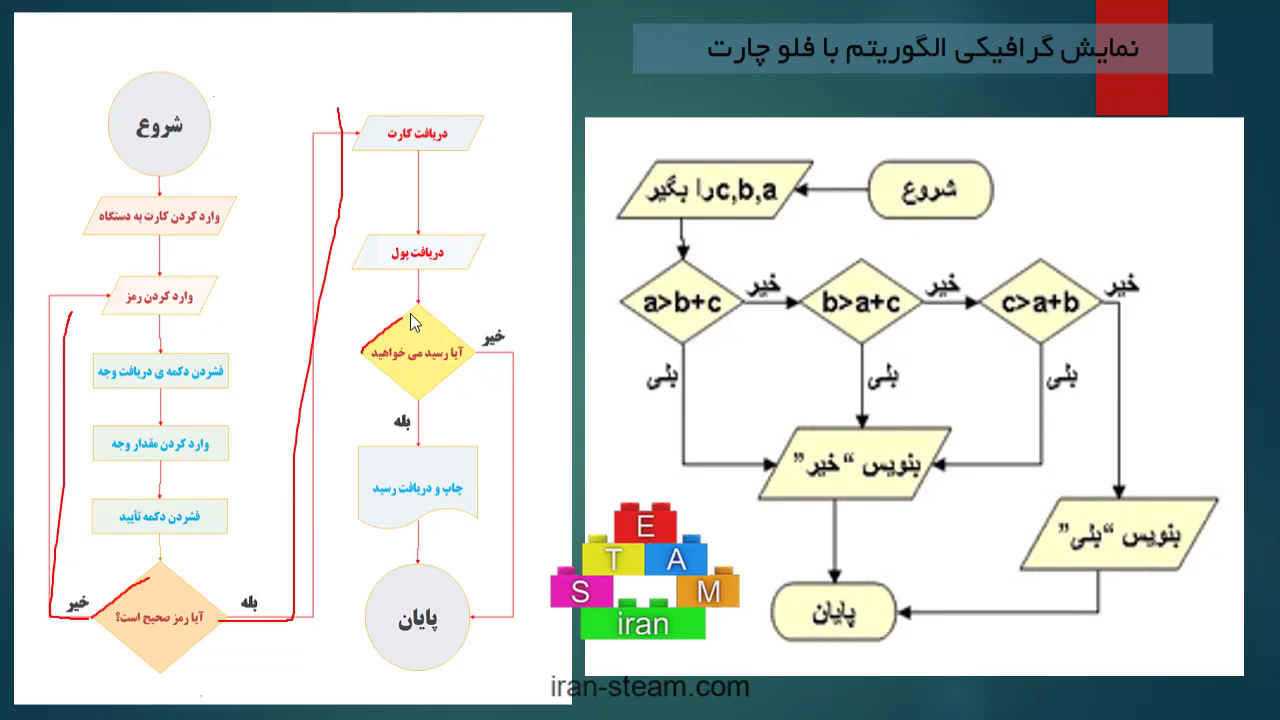 نمایش گرافیکی الگوریتم با فلو چارت
شروع
وارد کردن کارت به دستگاه
وارد کردن رمز
فشردن دکمه ی دریافت وجه
وارد کردن مقدار وجه
فشردن دکمه تأیید
آیا رمز صحیح است؟
خیر
بله
دریافت کارت
دریافت پول
آیا رسید می خواهید
خیر
بله
چاپ و دریافت رسید
پایان
شروع
c,b,a را بگیر
a>b+c
خیر
b>a+c
خیر
c>a+b
خیر
بلی
بلی
بلی
بنویس “خیر”
بنویس “بلی”
پایان
E
T A
S M
iran
iran-steam.com